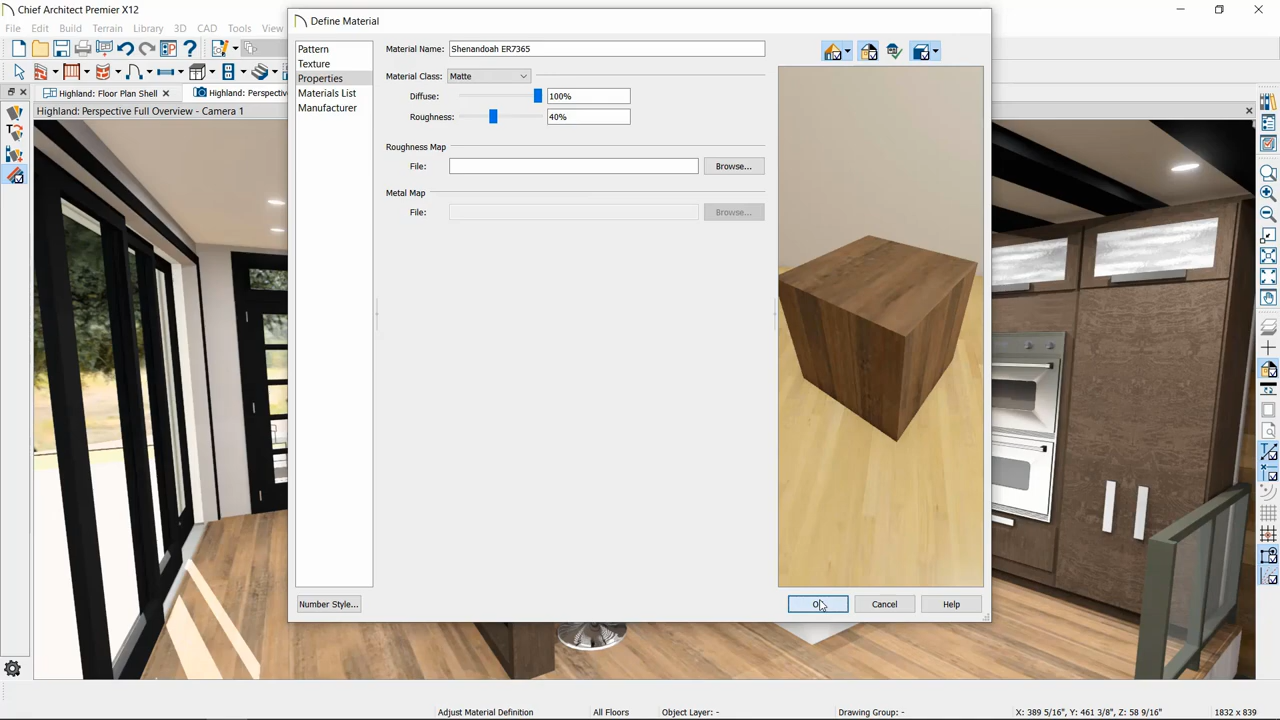 Chief Architect Premier X12
File Edit Build Terrain Library 3D CAD Tools View
Highland: Floor Plan Shell
Highland: Perspectiv
Highland: Perspective Full Overview - Camera 1
Define Material
Pattern
Texture
Properties
Materials List
Manufacturer
Material Name: Shenandoah ER7365
Material Class: Matte
Diffuse: 100%
Roughness: 40%
Roughness Map
File: Browse...
Metal Map
File: Browse...
Number Style... Cancel Help
Adjust Material Definition All Floors Object Layer: - Drawing Group: - X: 389 5/16", Y: 461 3/8", Z: 58 9/16" 1832 x 839